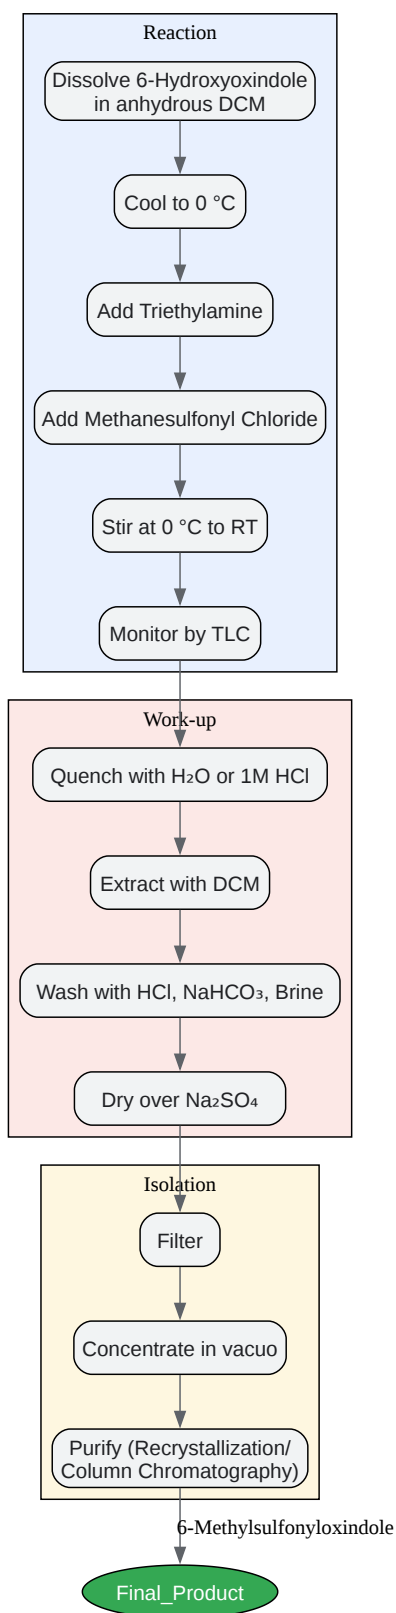 Reaction
Dissolve 6-Hydroxyoxindole
in anhydrous DCM
Cool to 0 °C
Add Triethylamine
Add Methanesulfonyl Chloride
Stir at 0 °C to RT
Monitor by TLC
Work-up
Quench with H₂O or 1M HCl
Extract with DCM
Wash with HCl, NaHCO₃, Brine
Dry over Na₂SO₄
Isolation
Filter
Concentrate in vacuo
Purify (Recrystallization/
Column Chromatography)
6-Methylsulfonyloxindole
Final_Product